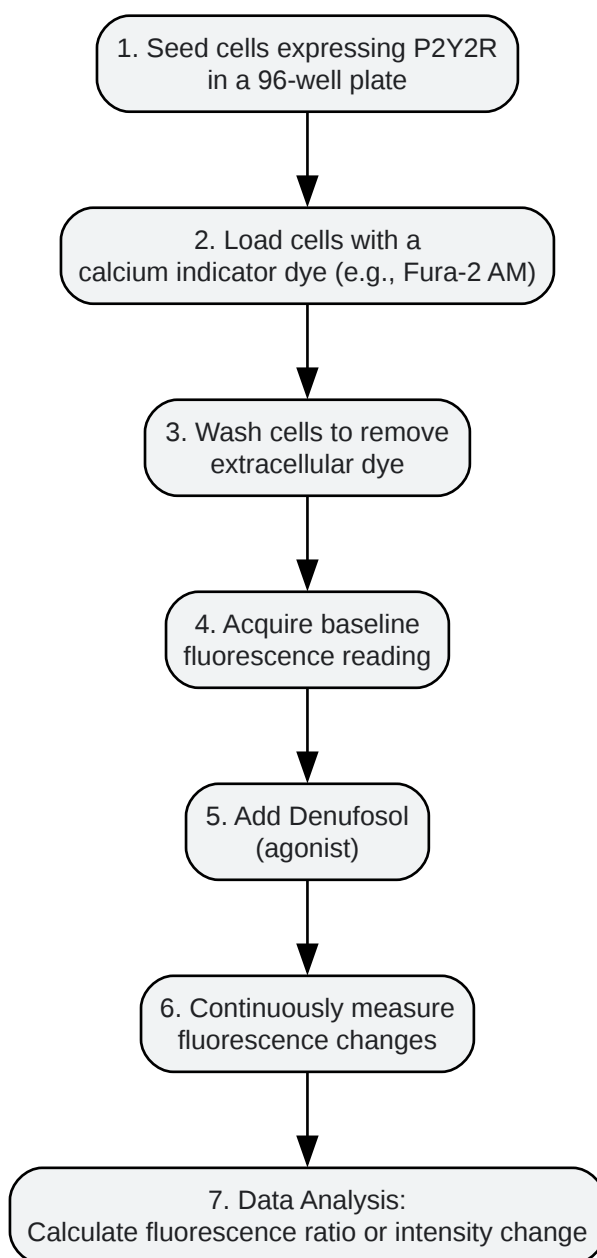 1. Seed cells expressing P2Y2R
in a 96-well plate
2. Load cells with a
calcium indicator dye (e.g., Fura-2 AM)
3. Wash cells to remove
extracellular dye
4. Acquire baseline
fluorescence reading
5. Add Denufosol
(agonist)
6. Continuously measure
fluorescence changes
7. Data Analysis:
Calculate fluorescence ratio or intensity change